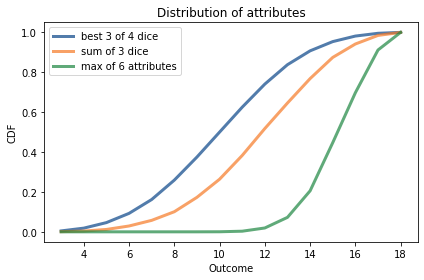 Distribution of attributes
best 3 of 4 dice
sum of 3 dice
max of 6 attributes
CDF
1.0
0.8
0.6
0.4
0.2
0.0
4 6 8 10 12 14 16 18
Outcome